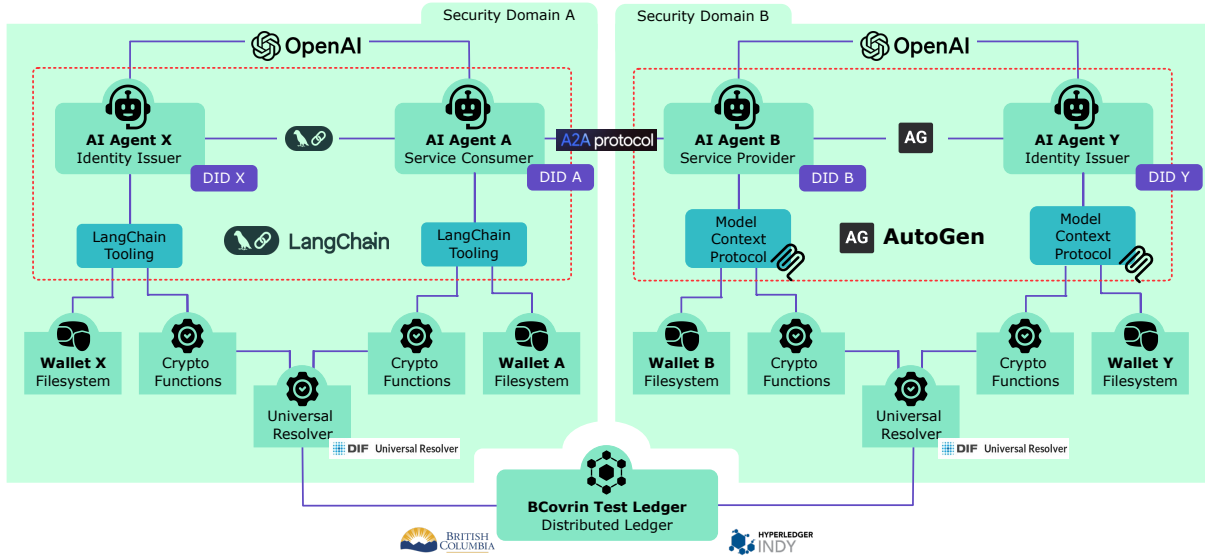 Security Domain A
Security Domain B
OpenAI
OpenAI
AI Agent X
Identity Issuer
DID X
AI Agent A
Service Consumer
DID A
A2A protocol
AI Agent B
Service Provider
DID B
AG
AI Agent Y
Identity Issuer
DID Y
LangChain
Tooling
LangChain
LangChain
Tooling
Model
Context
Protocol
AG AutoGen
Model
Context
Protocol
Wallet X
Filesystem
Crypto
Functions
Crypto
Functions
Wallet A
Filesystem
Wallet B
Filesystem
Crypto
Functions
Crypto
Functions
Wallet Y
Filesystem
Universal
Resolver
DIF Universal Resolver
Universal
Resolver
DIF Universal Resolver
BCovrin Test Ledger
Distributed Ledger
BRITISH
COLUMBIA
HYPERLEDGER
INDY